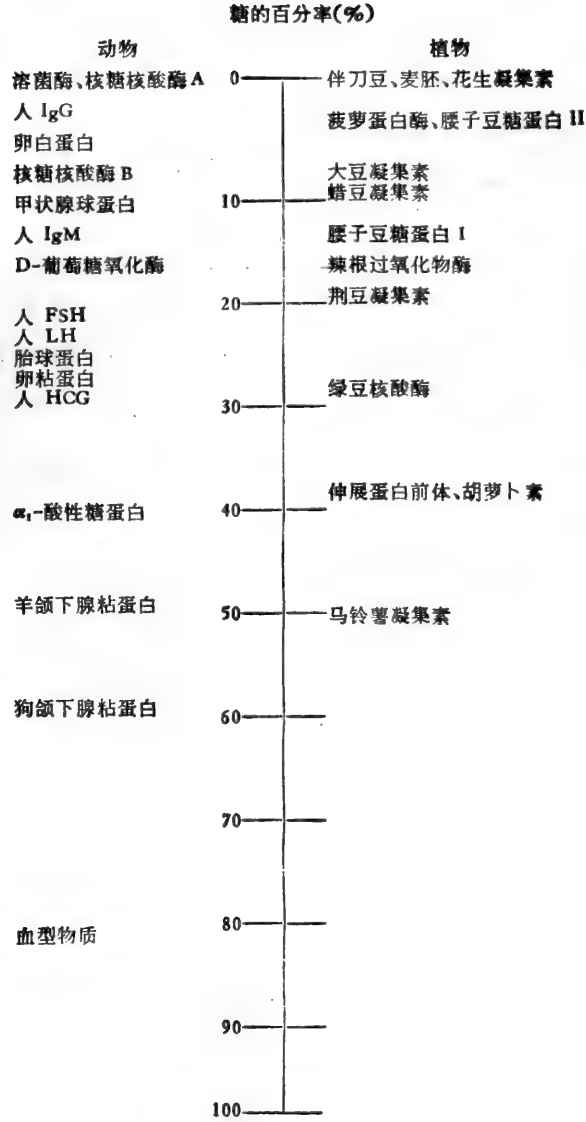 糖的百分率(%)
动物
植物
溶菌酶、核糖核酸酶 A
0
伴刀豆、麦胚、花生凝集素
人 IgG
菠萝蛋白酶、腰子豆糖蛋白 II
卵白蛋白
核糖核酸酶 B
大豆凝集素
蜡豆凝集素
甲状腺球蛋白
10
人 IgM
腰子豆糖蛋白 I
D-葡萄糖氧化酶
辣根过氧化物酶
荆豆凝集素
20
人 FSH
人 LH
胎球蛋白
卵粘蛋白
人 HCG
绿豆核酸酶
30
伸展蛋白前体、胡萝卜素
α₁-酸性糖蛋白
40
羊颌下腺粘蛋白
50
马铃薯凝集素
狗颌下腺粘蛋白
60
70
血型物质
80
90
100